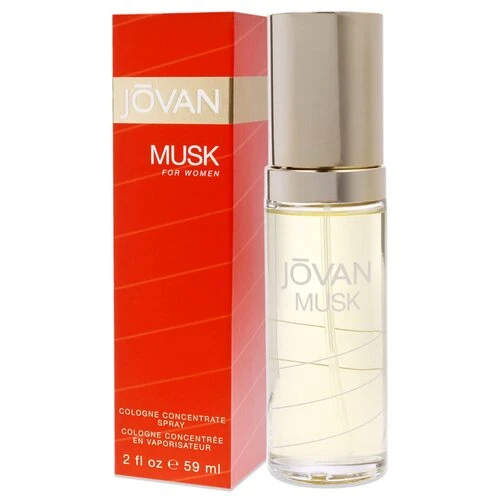 JŌVAN
MUSK
FOR WOMEN
COLOGNE CONCENTRATE
SPRAY
COLOGNE CONCENTRÉE
EN VAPORISATEUR
2 fl oz ℮ 59 ml
JŌVAN
MUSK